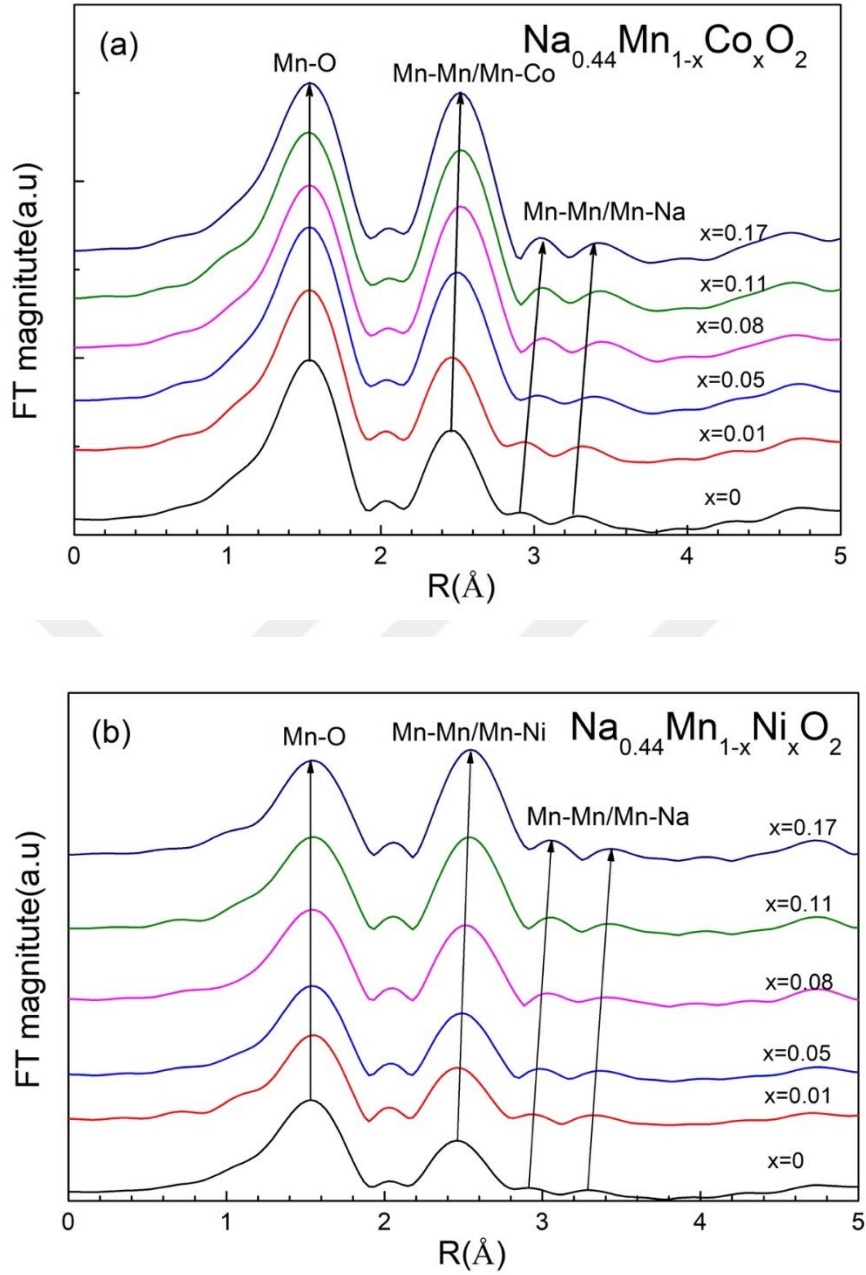 (a)
Na0.44Mn1-xCoxO2
Mn-O
Mn-Mn/Mn-Co
Mn-Mn/Mn-Na
x=0.17
x=0.11
x=0.08
x=0.05
x=0.01
x=0
FT magnitute(a.u)
0 1 2 3 4 5
R(Å)
(b)
Na0.44Mn1-xNixO2
Mn-O
Mn-Mn/Mn-Ni
Mn-Mn/Mn-Na
x=0.17
x=0.11
x=0.08
x=0.05
x=0.01
x=0
FT magnitute(a.u)
0 1 2 3 4 5
R(Å)